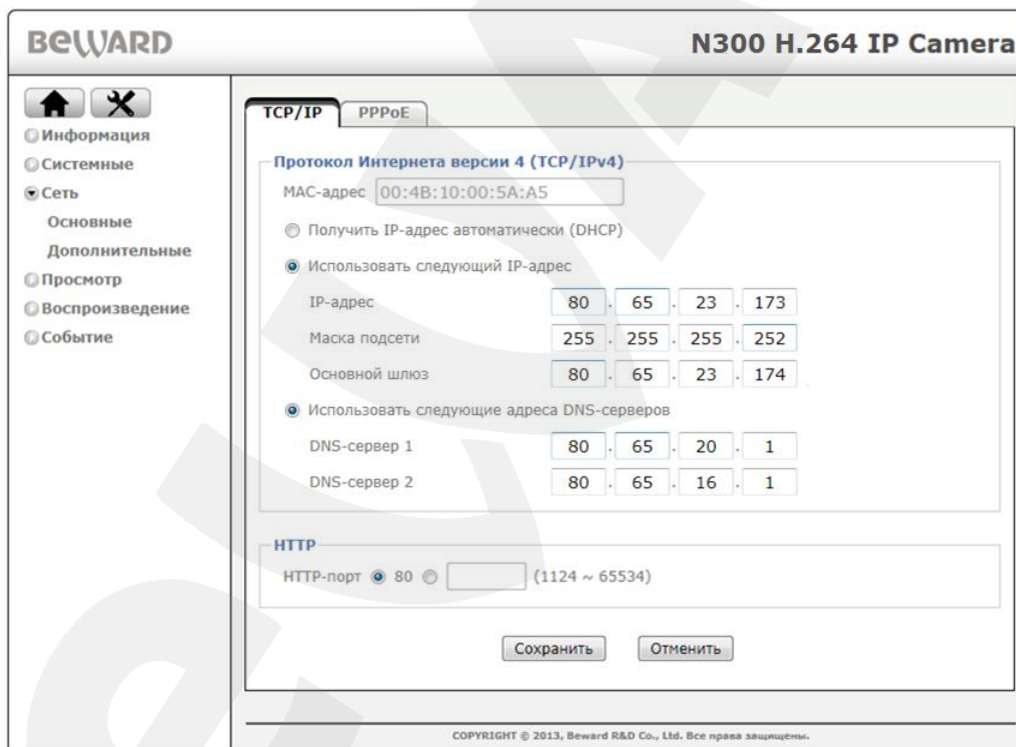 BEWARD
N300 H.264 IP Camera
Информация
Системные
Сеть
Основные
Дополнительные
Просмотр
Воспроизведение
Событие
TCP/IP PPPoE
Протокол Интернета версии 4 (TCP/IPv4)
MAC-адрес 00:4B:10:00:5A:A5
Получить IP-адрес автоматически (DHCP)
Использовать следующий IP-адрес
IP-адрес 80 . 65 . 23 . 173
Маска подсети 255 . 255 . 255 . 252
Основной шлюз 80 . 65 . 23 . 174
Использовать следующие адреса DNS-серверов
DNS-сервер 1 80 . 65 . 20 . 1
DNS-сервер 2 80 . 65 . 16 . 1
HTTP
HTTP-порт 80 (1124 ~ 65534)
Сохранить Отменить
COPYRIGHT © 2013, Beward R&D Co., Ltd. Все права защищены.